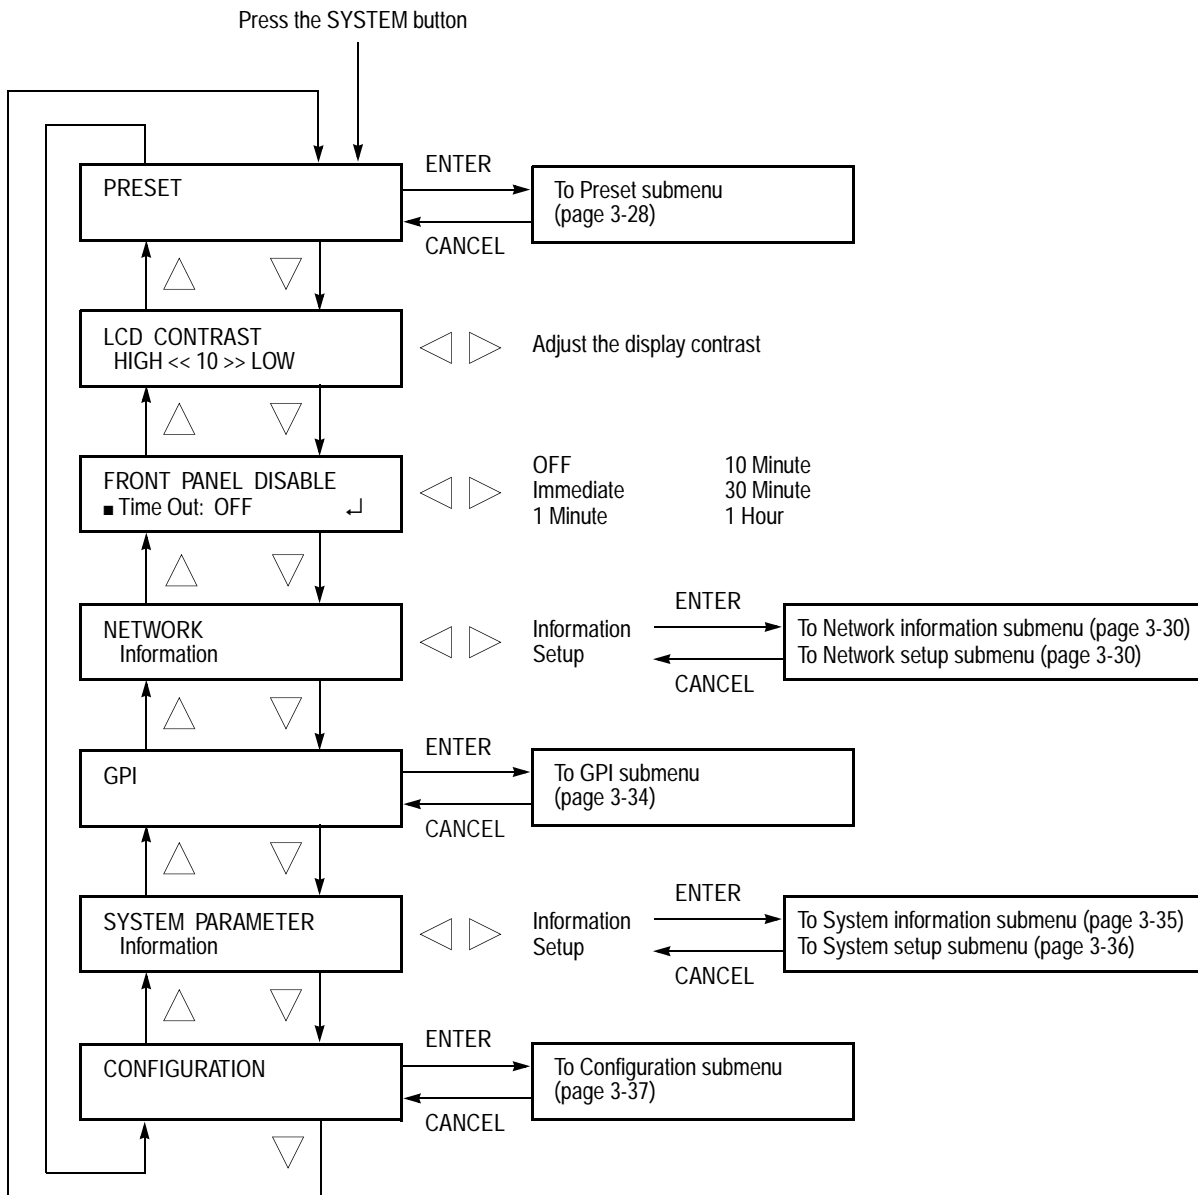 Press the SYSTEM button
PRESET
ENTER
CANCEL
To Preset submenu
(page 3-28)
LCD CONTRAST
HIGH << 10 >> LOW
Adjust the display contrast
FRONT PANEL DISABLE
■ Time Out: OFF ↵
OFF 10 Minute
Immediate 30 Minute
1 Minute 1 Hour
NETWORK
Information
Information
Setup
ENTER
CANCEL
To Network information submenu (page 3-30)
To Network setup submenu (page 3-30)
GPI
ENTER
CANCEL
To GPI submenu
(page 3-34)
SYSTEM PARAMETER
Information
Information
Setup
ENTER
CANCEL
To System information submenu (page 3-35)
To System setup submenu (page 3-36)
CONFIGURATION
ENTER
CANCEL
To Configuration submenu
(page 3-37)